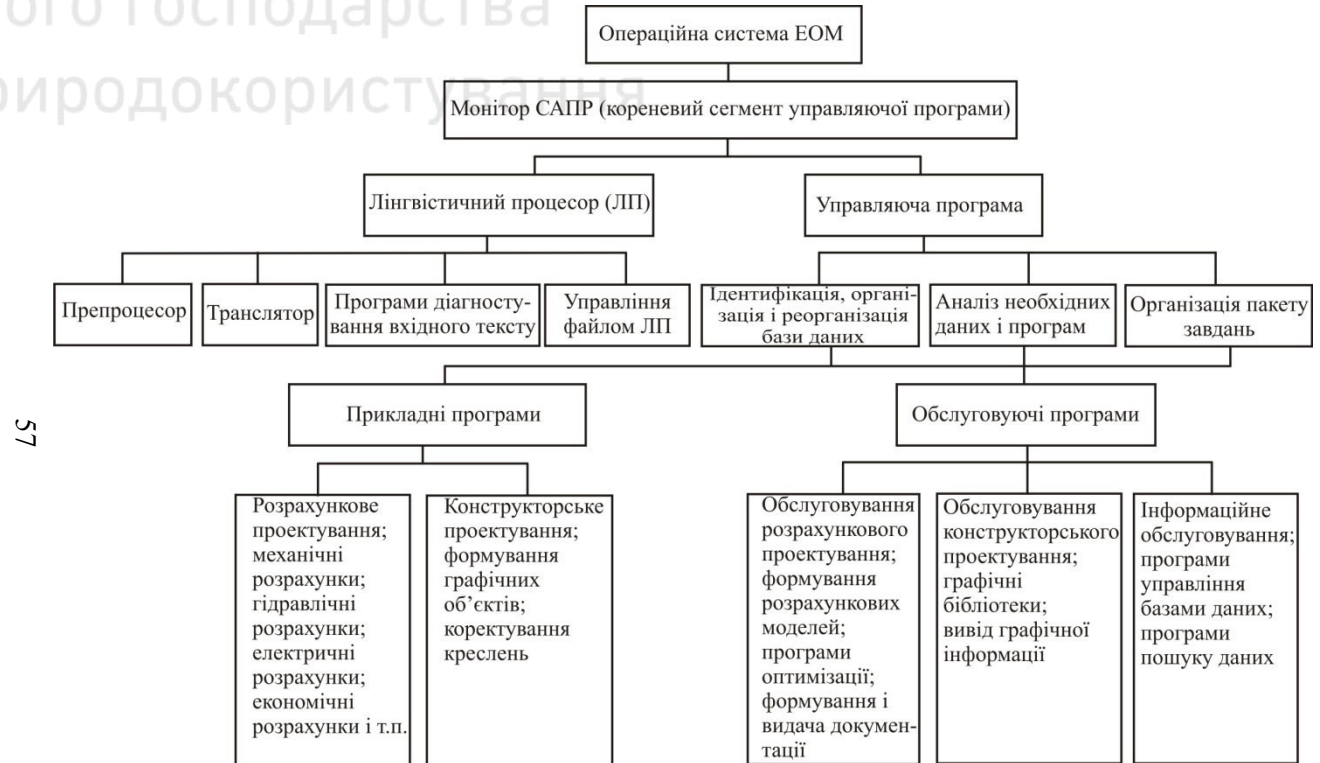 ого господарства
риродокористування
Операційна система ЕОМ
Монітор САПР (кореневий сегмент управляючої програми)
Лінгвістичний процесор (ЛП)
Управляюча програма
Препроцесор
Транслятор
Програми діагносту-
вання вхідного тексту
Управління
файлом ЛП
Ідентифікація, органі-
зація і реорганізація
бази даних
Аналіз необхідних
даних і програм
Організація пакету
завдань
Прикладні програми
Обслуговуючі програми
57
Розрахункове
проектування;
механічні
розрахунки;
гідравлічні
розрахунки;
електричні
розрахунки;
економічні
розрахунки і т.п.
Конструкторське
проектування;
формування
графічних
об’єктів;
коректування
креслень
Обслуговування
розрахункового
проектування;
формування
розрахункових
моделей;
програми
оптимізації;
формування і
видача докумен-
тації
Обслуговування
конструкторського
проектування;
графічні
бібліотеки;
вивід графічної
інформації
Інформаційне
обслуговування;
програми
управління
базами даних;
програми
пошуку даних